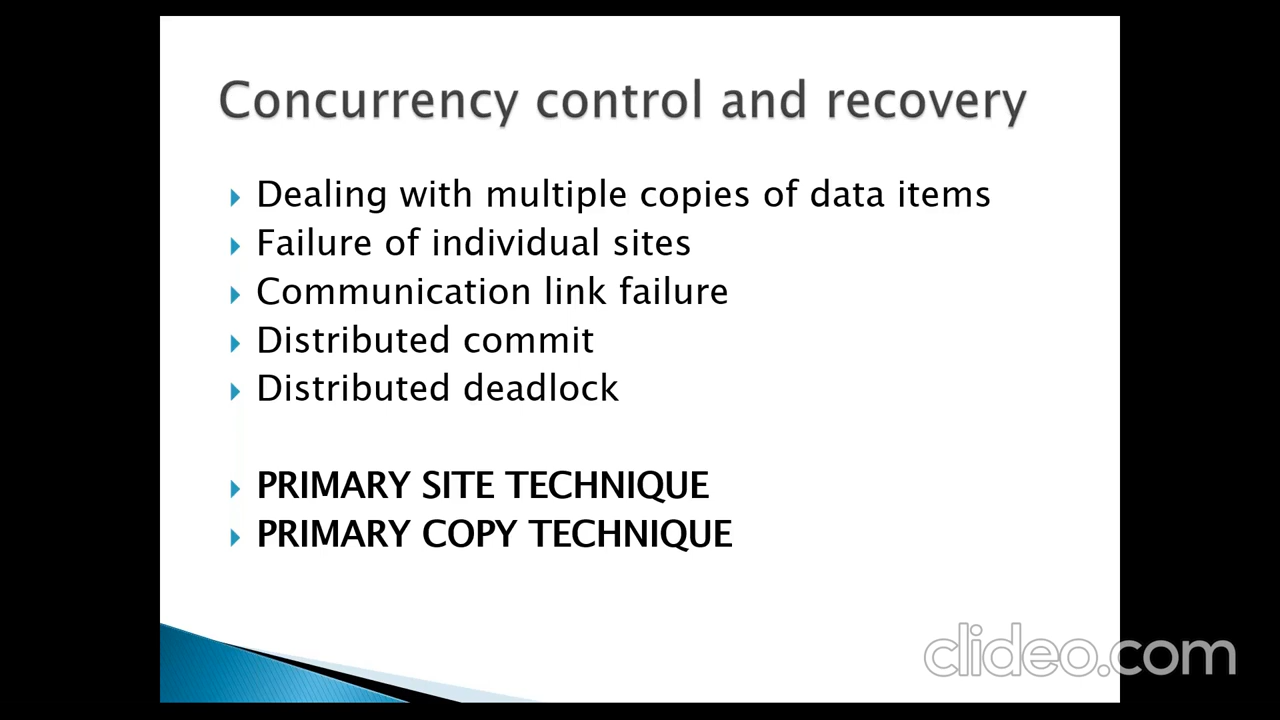 Concurrency control and recovery
Dealing with multiple copies of data items
Failure of individual sites
Communication link failure
Distributed commit
Distributed deadlock
PRIMARY SITE TECHNIQUE
PRIMARY COPY TECHNIQUE
clideo.com